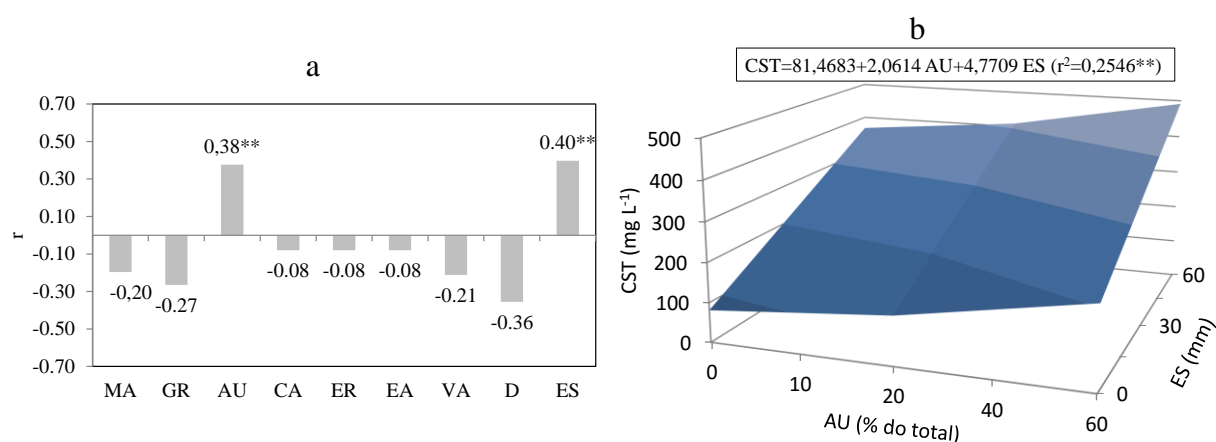 a
0.70
0.50
0.30
0.10
-0.10
-0.30
-0.50
-0.70
r
-0,20
-0.27
0,38**
-0.08
-0.08
-0.08
-0.21
-0.36
0.40**
MA GR AU CA ER EA VA D ES
b
CST=81,4683+2,0614 AU+4,7709 ES (r²=0,2546**)
500
400
300
200
100
0
CST (mg L⁻¹)
0 10 20 40 60
AU (% do total)
0
30
60
ES (mm)